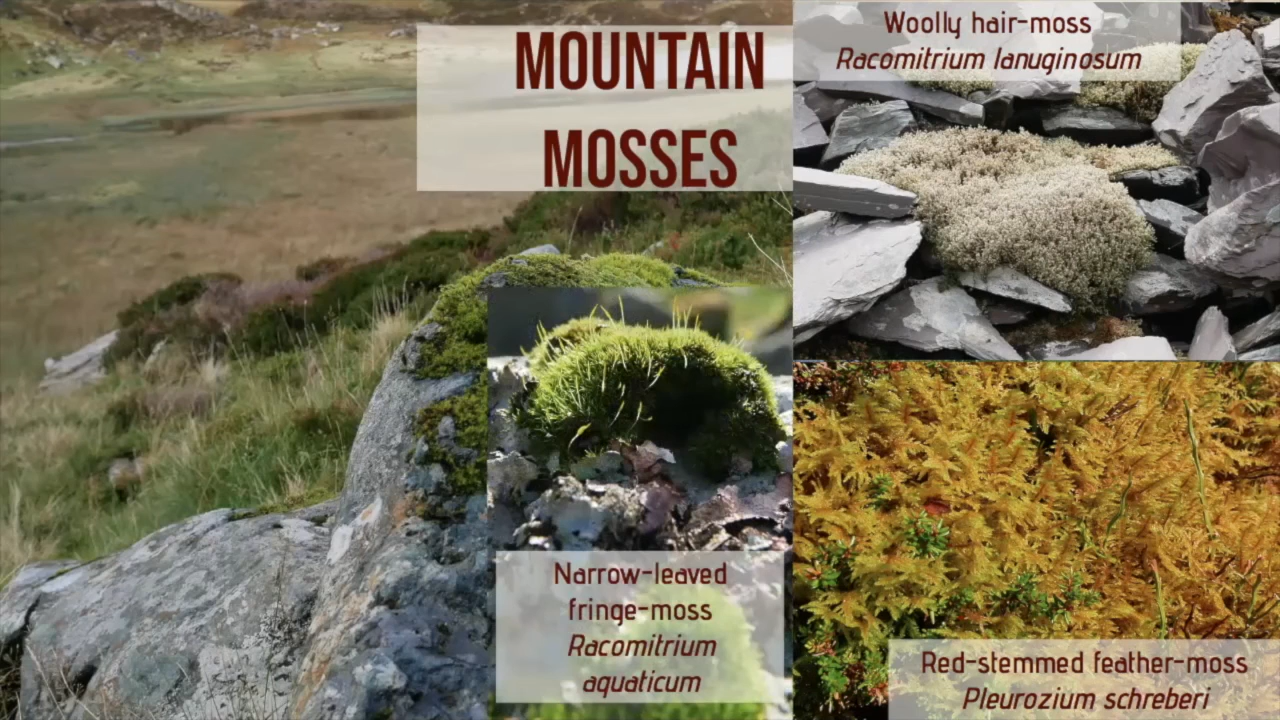 MOUNTAIN
MOSSES
Woolly hair-moss
Racomitrium lanuginosum
Narrow-leaved
fringe-moss
Racomitrium
aquaticum
Red-stemmed feather-moss
Pleurozium schreberi